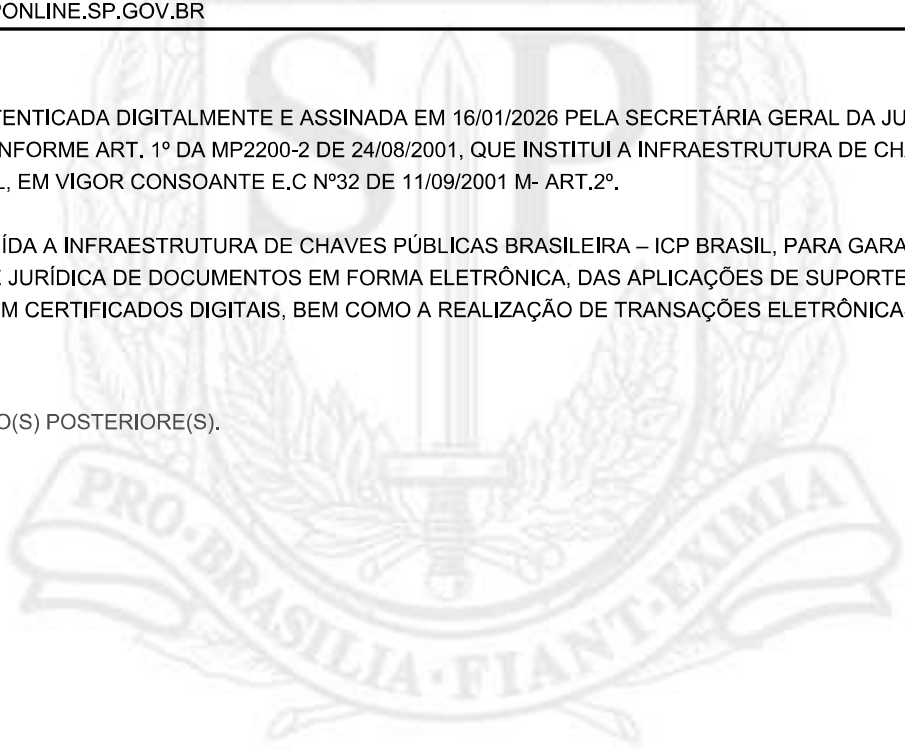 PONLINE.SP.GOV.BR
TENTICADA DIGITALMENTE E ASSINADA EM 16/01/2026 PELA SECRETÁRIA GERAL DA JU
NFORME ART. 1º DA MP2200-2 DE 24/08/2001, QUE INSTITUI A INFRAESTRUTURA DE CH
L, EM VIGOR CONSOANTE E.C Nº32 DE 11/09/2001 M- ART.2º.
ÍDA A INFRAESTRUTURA DE CHAVES PÚBLICAS BRASILEIRA – ICP BRASIL, PARA GARA
E JURÍDICA DE DOCUMENTOS EM FORMA ELETRÔNICA, DAS APLICAÇÕES DE SUPORTE
M CERTIFICADOS DIGITAIS, BEM COMO A REALIZAÇÃO DE TRANSAÇÕES ELETRÔNICA
O(S) POSTERIORE(S).
SP
PRO·BRASILIA·FIANT·EXIMIA